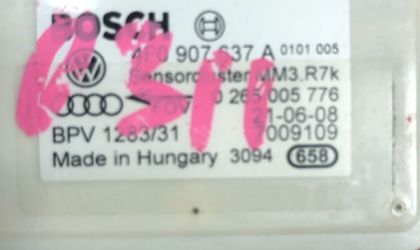 BOSCH
4E0 907 637 A 0101 005
Sensorcluster MM3.R7k
FOV 0 265 005 776
21-06-08
BPV 1283/31 7009109
Made in Hungary 3094 658